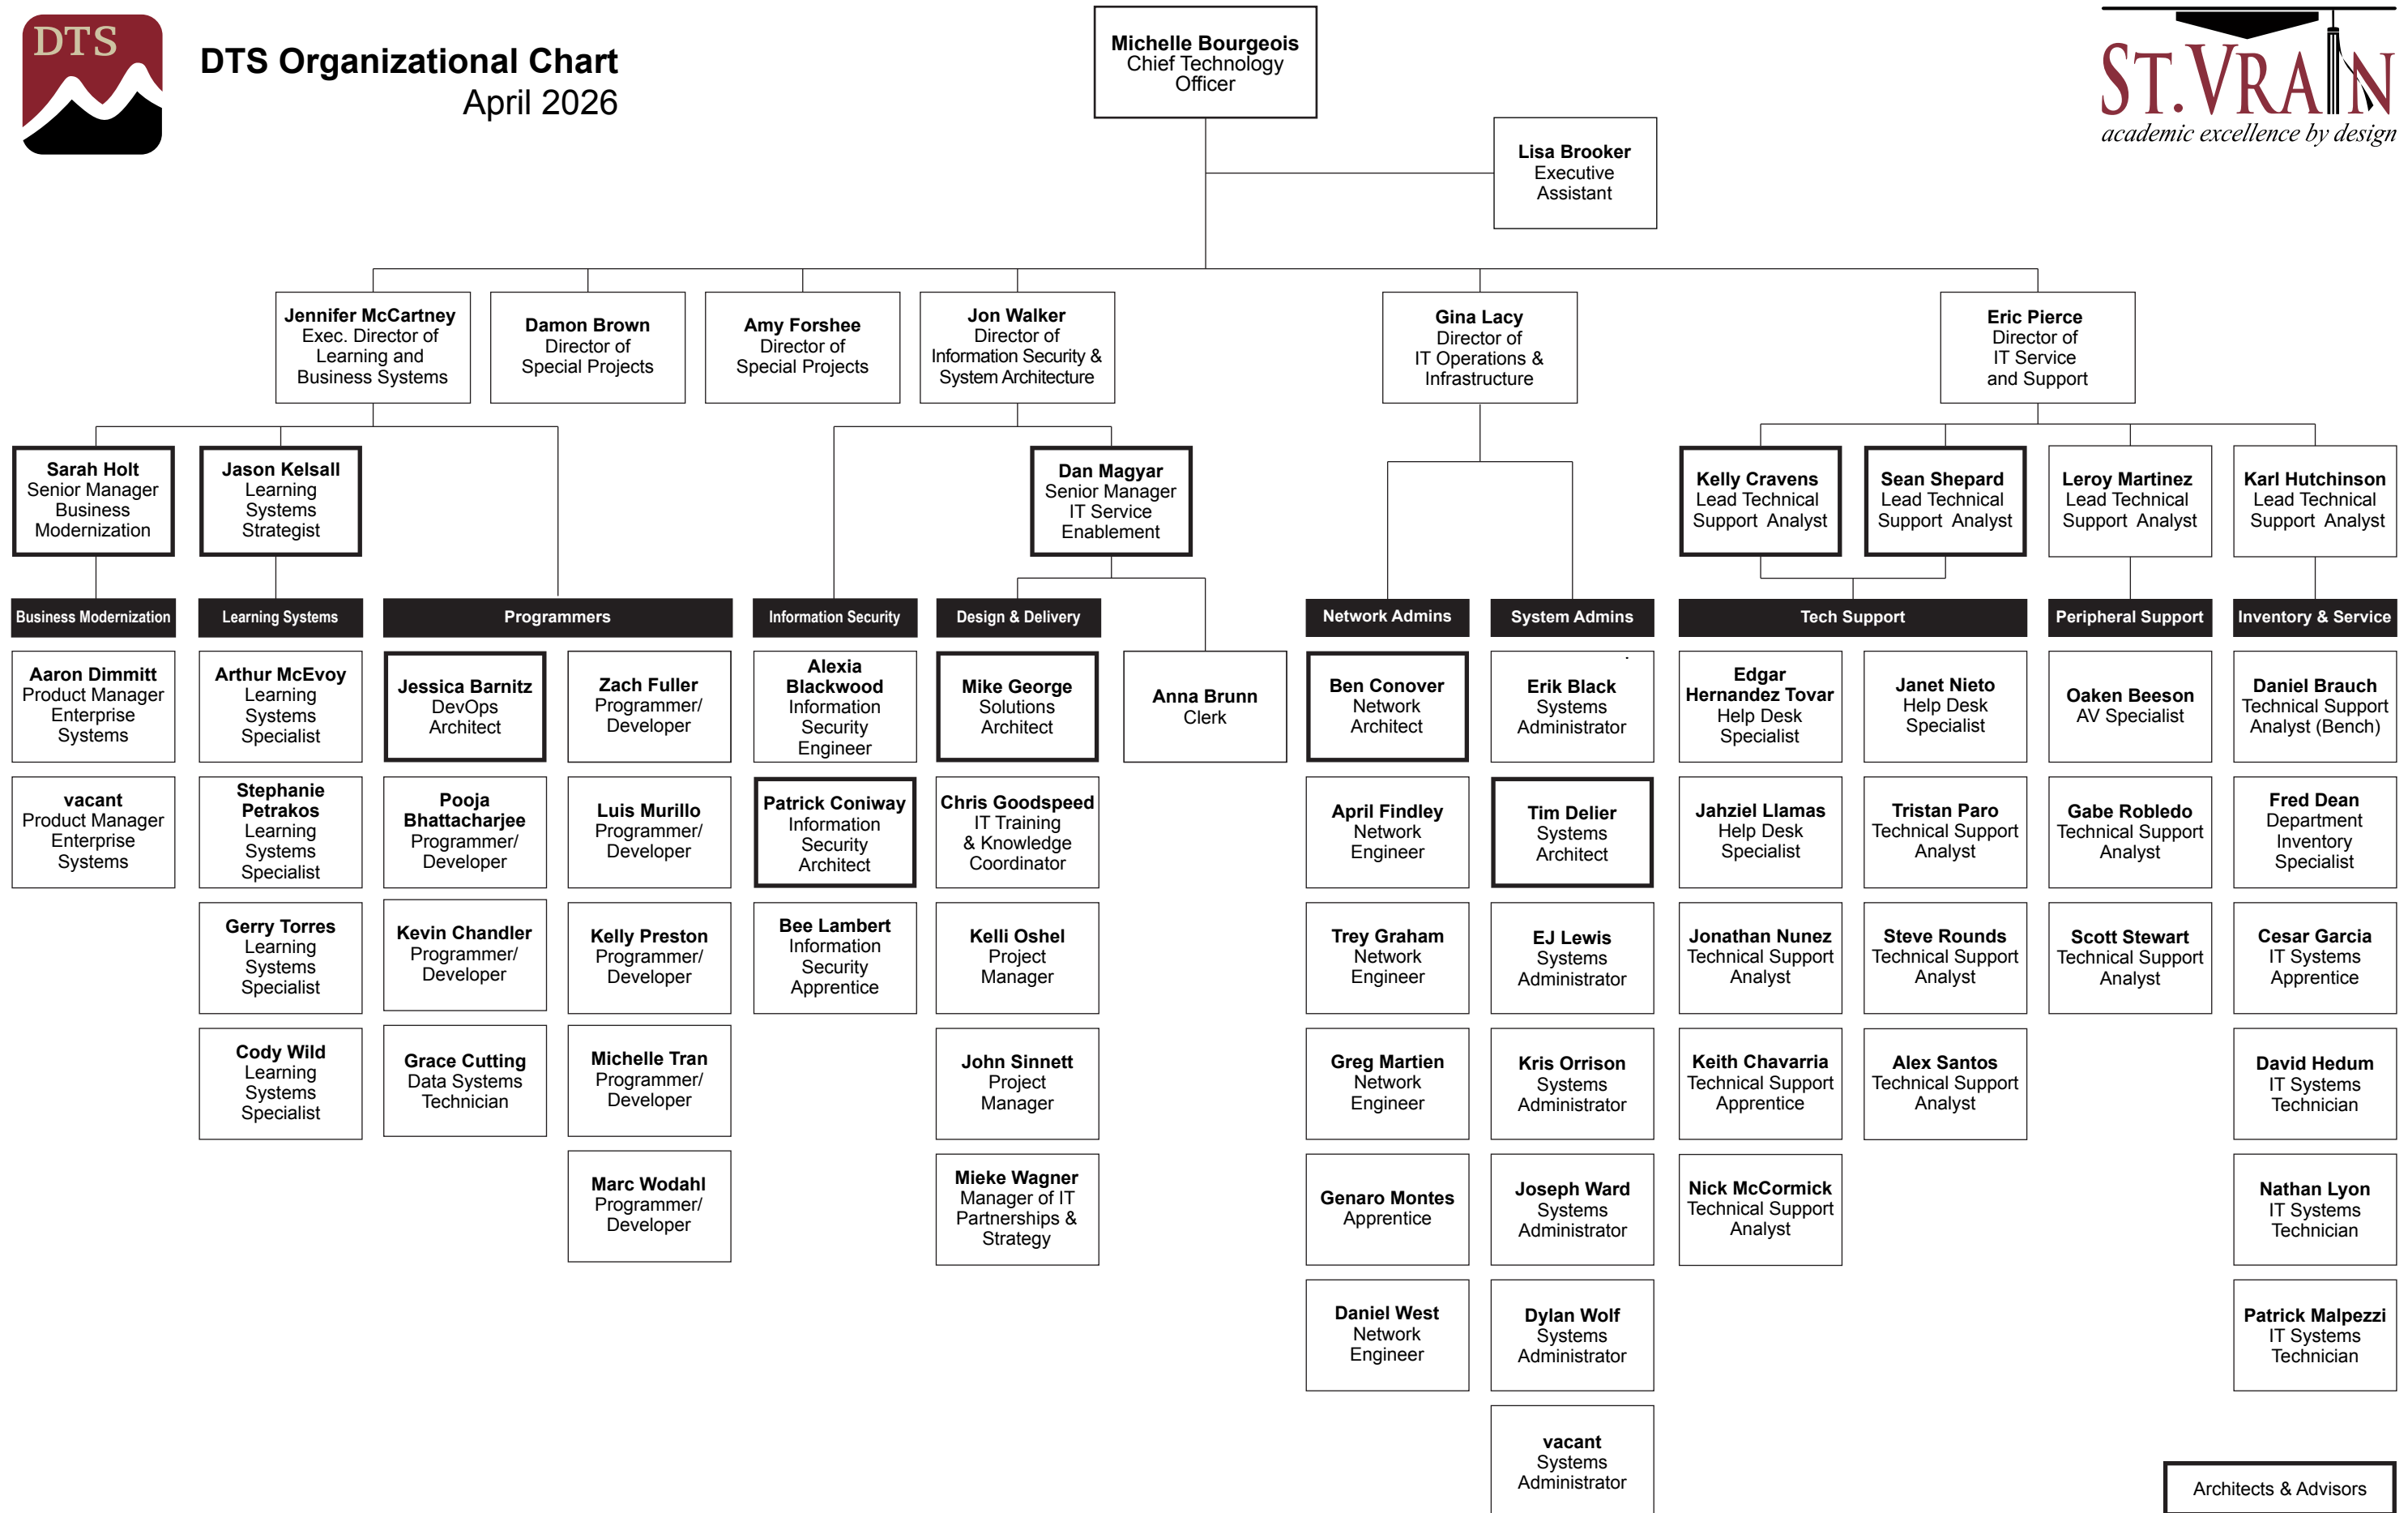 DTS
DTS Organizational Chart
April 2026
Michelle Bourgeois
Chief Technology
Officer
ST. VRAIN
academic excellence by design
Lisa Brooker
Executive
Assistant
Jennifer McCartney
Exec. Director of
Learning and
Business Systems
Damon Brown
Director of
Special Projects
Amy Forshee
Director of
Special Projects
Jon Walker
Director of
Information Security &
System Architecture
Gina Lacy
Director of
IT Operations &
Infrastructure
Eric Pierce
Director of
IT Service
and Support
Sarah Holt
Senior Manager
Business
Modernization
Jason Kelsall
Learning
Systems
Strategist
Dan Magyar
Senior Manager
IT Service
Enablement
Kelly Cravens
Lead Technical
Support Analyst
Sean Shepard
Lead Technical
Support Analyst
Leroy Martinez
Lead Technical
Support Analyst
Karl Hutchinson
Lead Technical
Support Analyst
Business Modernization
Aaron Dimmitt
Product Manager
Enterprise
Systems
vacant
Product Manager
Enterprise
Systems
Learning Systems
Arthur McEvoy
Learning
Systems
Specialist
Stephanie
Petrakos
Learning
Systems
Specialist
Gerry Torres
Learning
Systems
Specialist
Cody Wild
Learning
Systems
Specialist
Programmers
Jessica Barnitz
DevOps
Architect
Pooja
Bhattacharjee
Programmer/
Developer
Kevin Chandler
Programmer/
Developer
Grace Cutting
Data Systems
Technician
Zach Fuller
Programmer/
Developer
Luis Murillo
Programmer/
Developer
Kelly Preston
Programmer/
Developer
Michelle Tran
Programmer/
Developer
Marc Wodahl
Programmer/
Developer
Information Security
Alexia
Blackwood
Information
Security
Engineer
Patrick Coniway
Information
Security
Architect
Bee Lambert
Information
Security
Apprentice
Design & Delivery
Mike George
Solutions
Architect
Chris Goodspeed
IT Training
& Knowledge
Coordinator
Kelli Oshel
Project
Manager
John Sinnett
Project
Manager
Mieke Wagner
Manager of IT
Partnerships &
Strategy
Anna Brunn
Clerk
Network Admins
Ben Conover
Network
Architect
April Findley
Network
Engineer
Trey Graham
Network
Engineer
Greg Martien
Network
Engineer
Genaro Montes
Apprentice
Daniel West
Network
Engineer
System Admins
Erik Black
Systems
Administrator
Tim Delier
Systems
Architect
EJ Lewis
Systems
Administrator
Kris Orrison
Systems
Administrator
Joseph Ward
Systems
Administrator
Dylan Wolf
Systems
Administrator
vacant
Systems
Administrator
Tech Support
Edgar
Hernandez Tovar
Help Desk
Specialist
Jahziel Llamas
Help Desk
Specialist
Jonathan Nunez
Technical Support
Analyst
Keith Chavarria
Technical Support
Apprentice
Nick McCormick
Technical Support
Analyst
Janet Nieto
Help Desk
Specialist
Tristan Paro
Technical Support
Analyst
Steve Rounds
Technical Support
Analyst
Alex Santos
Technical Support
Analyst
Peripheral Support
Oaken Beeson
AV Specialist
Gabe Robledo
Technical Support
Analyst
Scott Stewart
Technical Support
Analyst
Inventory & Service
Daniel Brauch
Technical Support
Analyst (Bench)
Fred Dean
Department
Inventory
Specialist
Cesar Garcia
IT Systems
Apprentice
David Hedum
IT Systems
Technician
Nathan Lyon
IT Systems
Technician
Patrick Malpezzi
IT Systems
Technician
Architects & Advisors